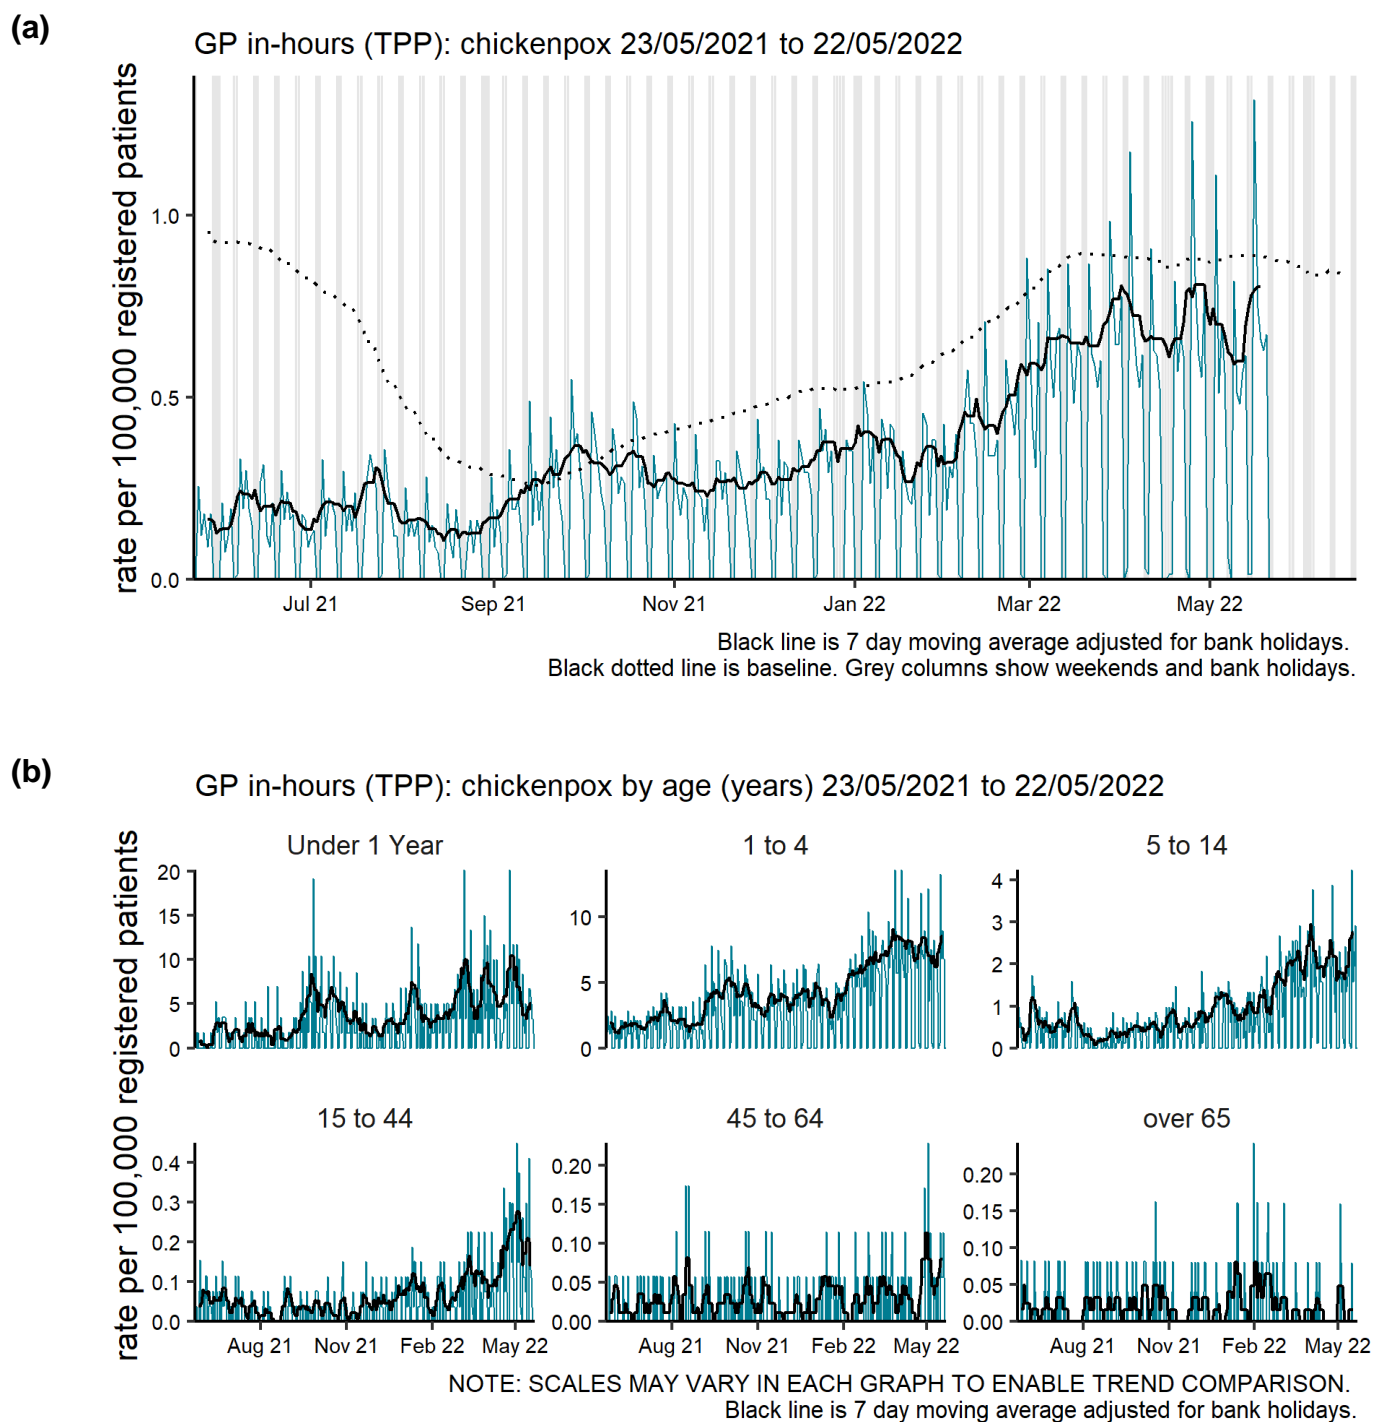 (a)
GP in-hours (TPP): chickenpox 23/05/2021 to 22/05/2022
rate per 100,000 registered patients
1.0
0.5
0.0
Jul 21 Sep 21 Nov 21 Jan 22 Mar 22 May 22
Black line is 7 day moving average adjusted for bank holidays.
Black dotted line is baseline. Grey columns show weekends and bank holidays.
(b)
GP in-hours (TPP): chickenpox by age (years) 23/05/2021 to 22/05/2022
rate per 100,000 registered patients
Under 1 Year
20
15
10
5
0
1 to 4
10
5
0
5 to 14
4
3
2
1
0
15 to 44
0.4
0.3
0.2
0.1
0.0
Aug 21 Nov 21 Feb 22 May 22
45 to 64
0.20
0.15
0.10
0.05
0.00
Aug 21 Nov 21 Feb 22 May 22
over 65
0.20
0.15
0.10
0.05
0.00
Aug 21 Nov 21 Feb 22 May 22
NOTE: SCALES MAY VARY IN EACH GRAPH TO ENABLE TREND COMPARISON.
Black line is 7 day moving average adjusted for bank holidays.